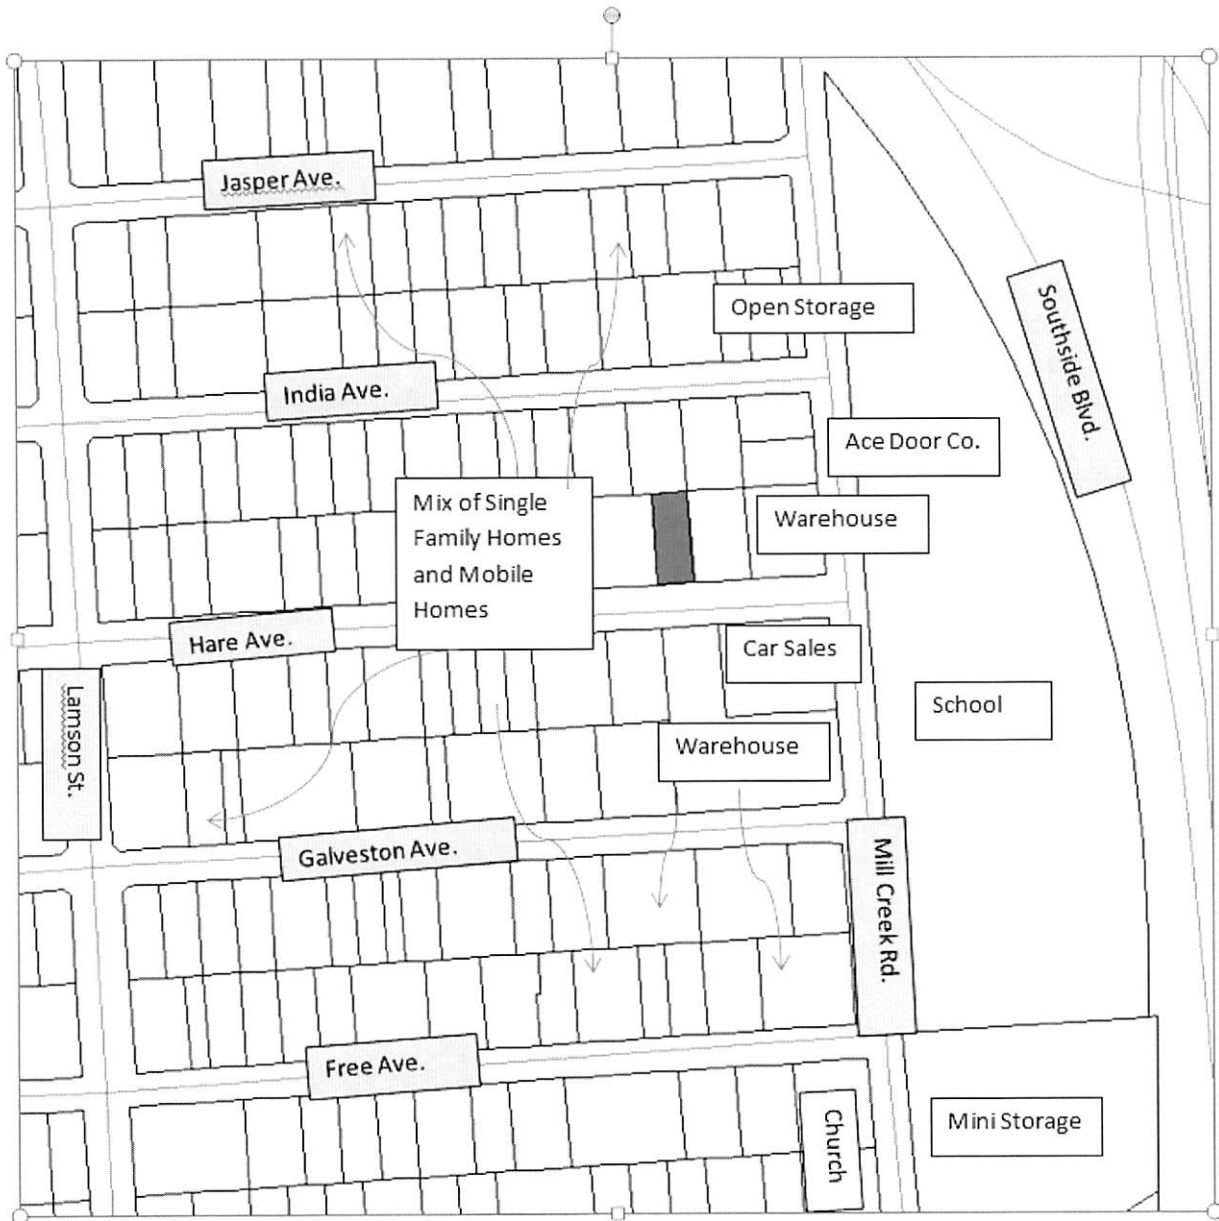 Jasper Ave.
Open Storage
Southside Blvd.
India Ave.
Ace Door Co.
Mix of Single
Family Homes
and Mobile
Homes
Warehouse
Hare Ave.
Car Sales
Lamson St.
School
Warehouse
Galveston Ave.
Mill Creek Rd.
Free Ave.
Church
Mini Storage